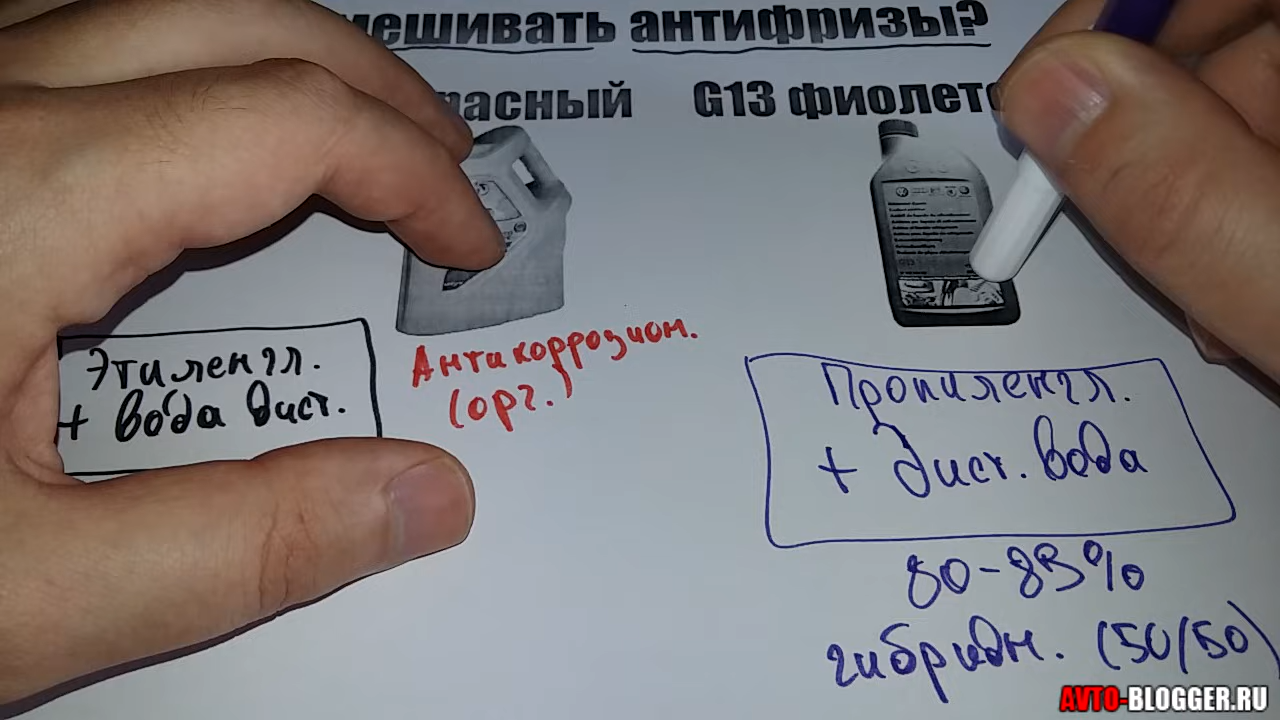 мешивать антифризы?
расный G13 фиолето
Этиленгл.
+ вода дист.
Антикоррозион.
(орг.)
Пропиленгл.
+ дист. вода
80-83%
гибридн. (50/50)
AVTO-BLOGGER.RU